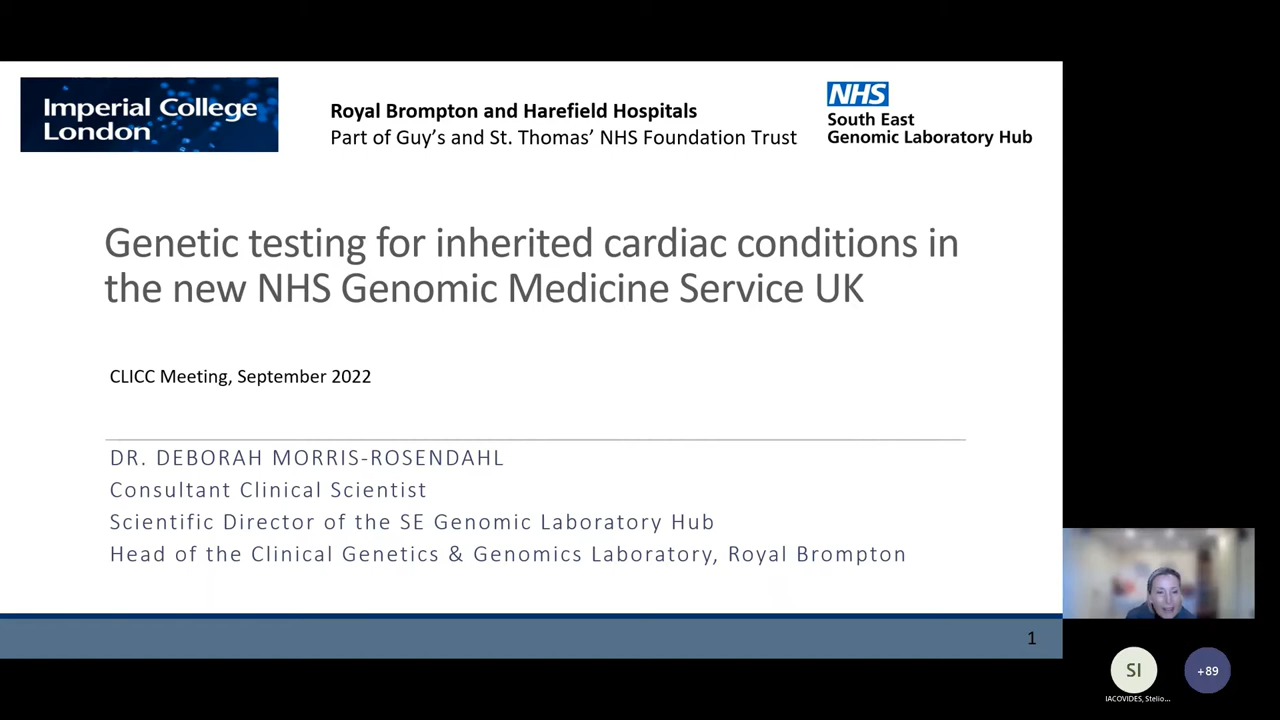 Imperial College
London
Royal Brompton and Harefield Hospitals
Part of Guy's and St. Thomas' NHS Foundation Trust
NHS
South East
Genomic Laboratory Hub
Genetic testing for inherited cardiac conditions in
the new NHS Genomic Medicine Service UK
CLICC Meeting, September 2022
DR. DEBORAH MORRIS-ROSENDAHL
Consultant Clinical Scientist
Scientific Director of the SE Genomic Laboratory Hub
Head of the Clinical Genetics & Genomics Laboratory, Royal Brompton
1
SI
+89
IACOVIDES, Stelio...